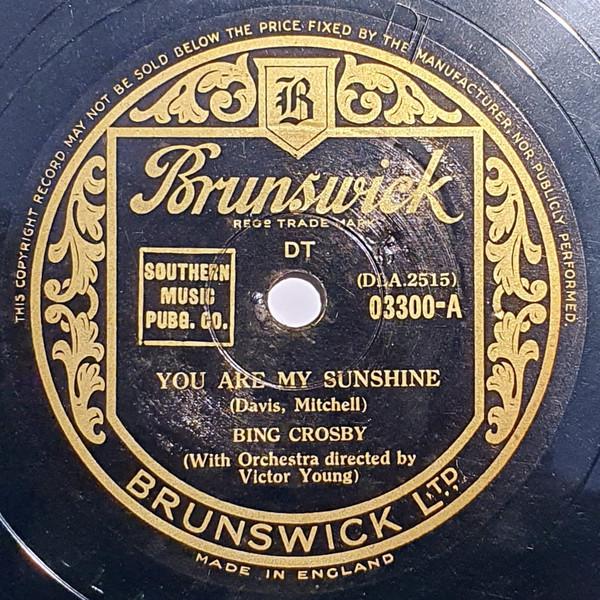 THIS COPYRIGHT RECORD MAY NOT BE SOLD BELOW THE PRICE FIXED BY THE MANUFACTURER, NOR PUBLICLY PERFORMED
B
Brunswick
REGD TRADE MARK
DT
SOUTHERN
MUSIC
PUBG. CO.
(DLA.2515)
03300-A
YOU ARE MY SUNSHINE
(Davis, Mitchell)
BING CROSBY
(With Orchestra directed by
Victor Young)
BRUNSWICK LTD.
MADE IN ENGLAND
DT